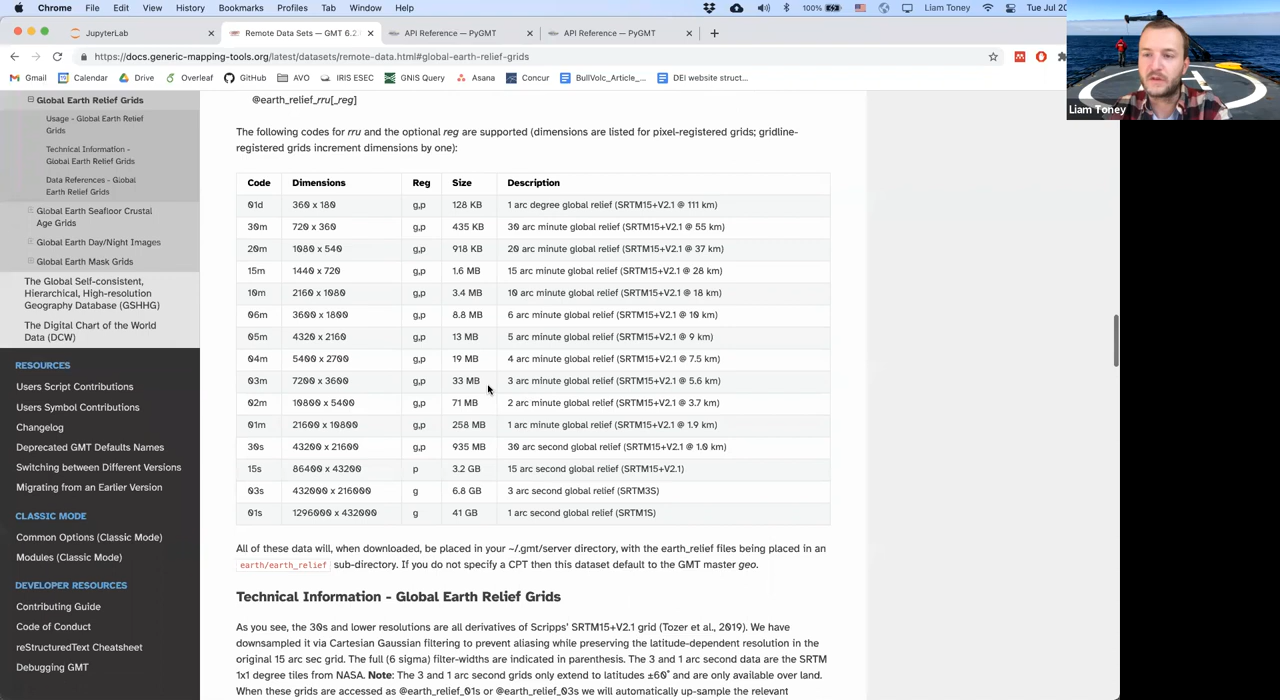 Chrome File Edit View History Bookmarks Profiles Tab Window Help 100% Liam Toney Tue Jul 20
JupyterLab Remote Data Sets — GMT 6.2. API Reference — PyGMT API Reference — PyGMT
https://docs.generic-mapping-tools.org/latest/datasets/remote-data.html#global-earth-relief-grids
Gmail Calendar Drive Overleaf GitHub AVO IRIS ESEC GNIS Query Asana Concur BullVolc_Article_... DEI website struct...
Liam Toney
Global Earth Relief Grids
Usage - Global Earth Relief
Grids
Technical Information -
Global Earth Relief Grids
Data References - Global
Earth Relief Grids
Global Earth Seafloor Crustal
Age Grids
Global Earth Day/Night Images
Global Earth Mask Grids
The Global Self-consistent,
Hierarchical, High-resolution
Geography Database (GSHHG)
The Digital Chart of the World
Data (DCW)
RESOURCES
Users Script Contributions
Users Symbol Contributions
Changelog
Deprecated GMT Defaults Names
Switching between Different Versions
Migrating from an Earlier Version
CLASSIC MODE
Common Options (Classic Mode)
Modules (Classic Mode)
DEVELOPER RESOURCES
Contributing Guide
Code of Conduct
reStructuredText Cheatsheet
Debugging GMT
@earth_relief_rru[_reg]
The following codes for rru and the optional reg are supported (dimensions are listed for pixel-registered grids; gridline-
registered grids increment dimensions by one):
Code Dimensions Reg Size Description
01d 360 x 180 g,p 128 KB 1 arc degree global relief (SRTM15+V2.1 @ 111 km)
30m 720 x 360 g,p 435 KB 30 arc minute global relief (SRTM15+V2.1 @ 55 km)
20m 1080 x 540 g,p 918 KB 20 arc minute global relief (SRTM15+V2.1 @ 37 km)
15m 1440 x 720 g,p 1.6 MB 15 arc minute global relief (SRTM15+V2.1 @ 28 km)
10m 2160 x 1080 g,p 3.4 MB 10 arc minute global relief (SRTM15+V2.1 @ 18 km)
06m 3600 x 1800 g,p 8.8 MB 6 arc minute global relief (SRTM15+V2.1 @ 10 km)
05m 4320 x 2160 g,p 13 MB 5 arc minute global relief (SRTM15+V2.1 @ 9 km)
04m 5400 x 2700 g,p 19 MB 4 arc minute global relief (SRTM15+V2.1 @ 7.5 km)
03m 7200 x 3600 g,p 33 MB 3 arc minute global relief (SRTM15+V2.1 @ 5.6 km)
02m 10800 x 5400 g,p 71 MB 2 arc minute global relief (SRTM15+V2.1 @ 3.7 km)
01m 21600 x 10800 g,p 258 MB 1 arc minute global relief (SRTM15+V2.1 @ 1.9 km)
30s 43200 x 21600 g,p 935 MB 30 arc second global relief (SRTM15+V2.1 @ 1.0 km)
15s 86400 x 43200 p 3.2 GB 15 arc second global relief (SRTM15+V2.1)
03s 432000 x 216000 g 6.8 GB 3 arc second global relief (SRTM3S)
01s 1296000 x 432000 g 41 GB 1 arc second global relief (SRTM1S)
All of these data will, when downloaded, be placed in your ~/.gmt/server directory, with the earth_relief files being placed in an
earth/earth_relief sub-directory. If you do not specify a CPT then this dataset default to the GMT master geo.
Technical Information - Global Earth Relief Grids
As you see, the 30s and lower resolutions are all derivatives of Scripps' SRTM15+V2.1 grid (Tozer et al., 2019). We have
downsampled it via Cartesian Gaussian filtering to prevent aliasing while preserving the latitude-dependent resolution in the
original 15 arc sec grid. The full (6 sigma) filter-widths are indicated in parenthesis. The 3 and 1 arc second data are the SRTM
1x1 degree tiles from NASA. Note: The 3 and 1 arc second grids only extend to latitudes ±60˚ and are only available over land.
When these grids are accessed as @earth_relief_01s or @earth_relief_03s we will automatically up-sample the relevant